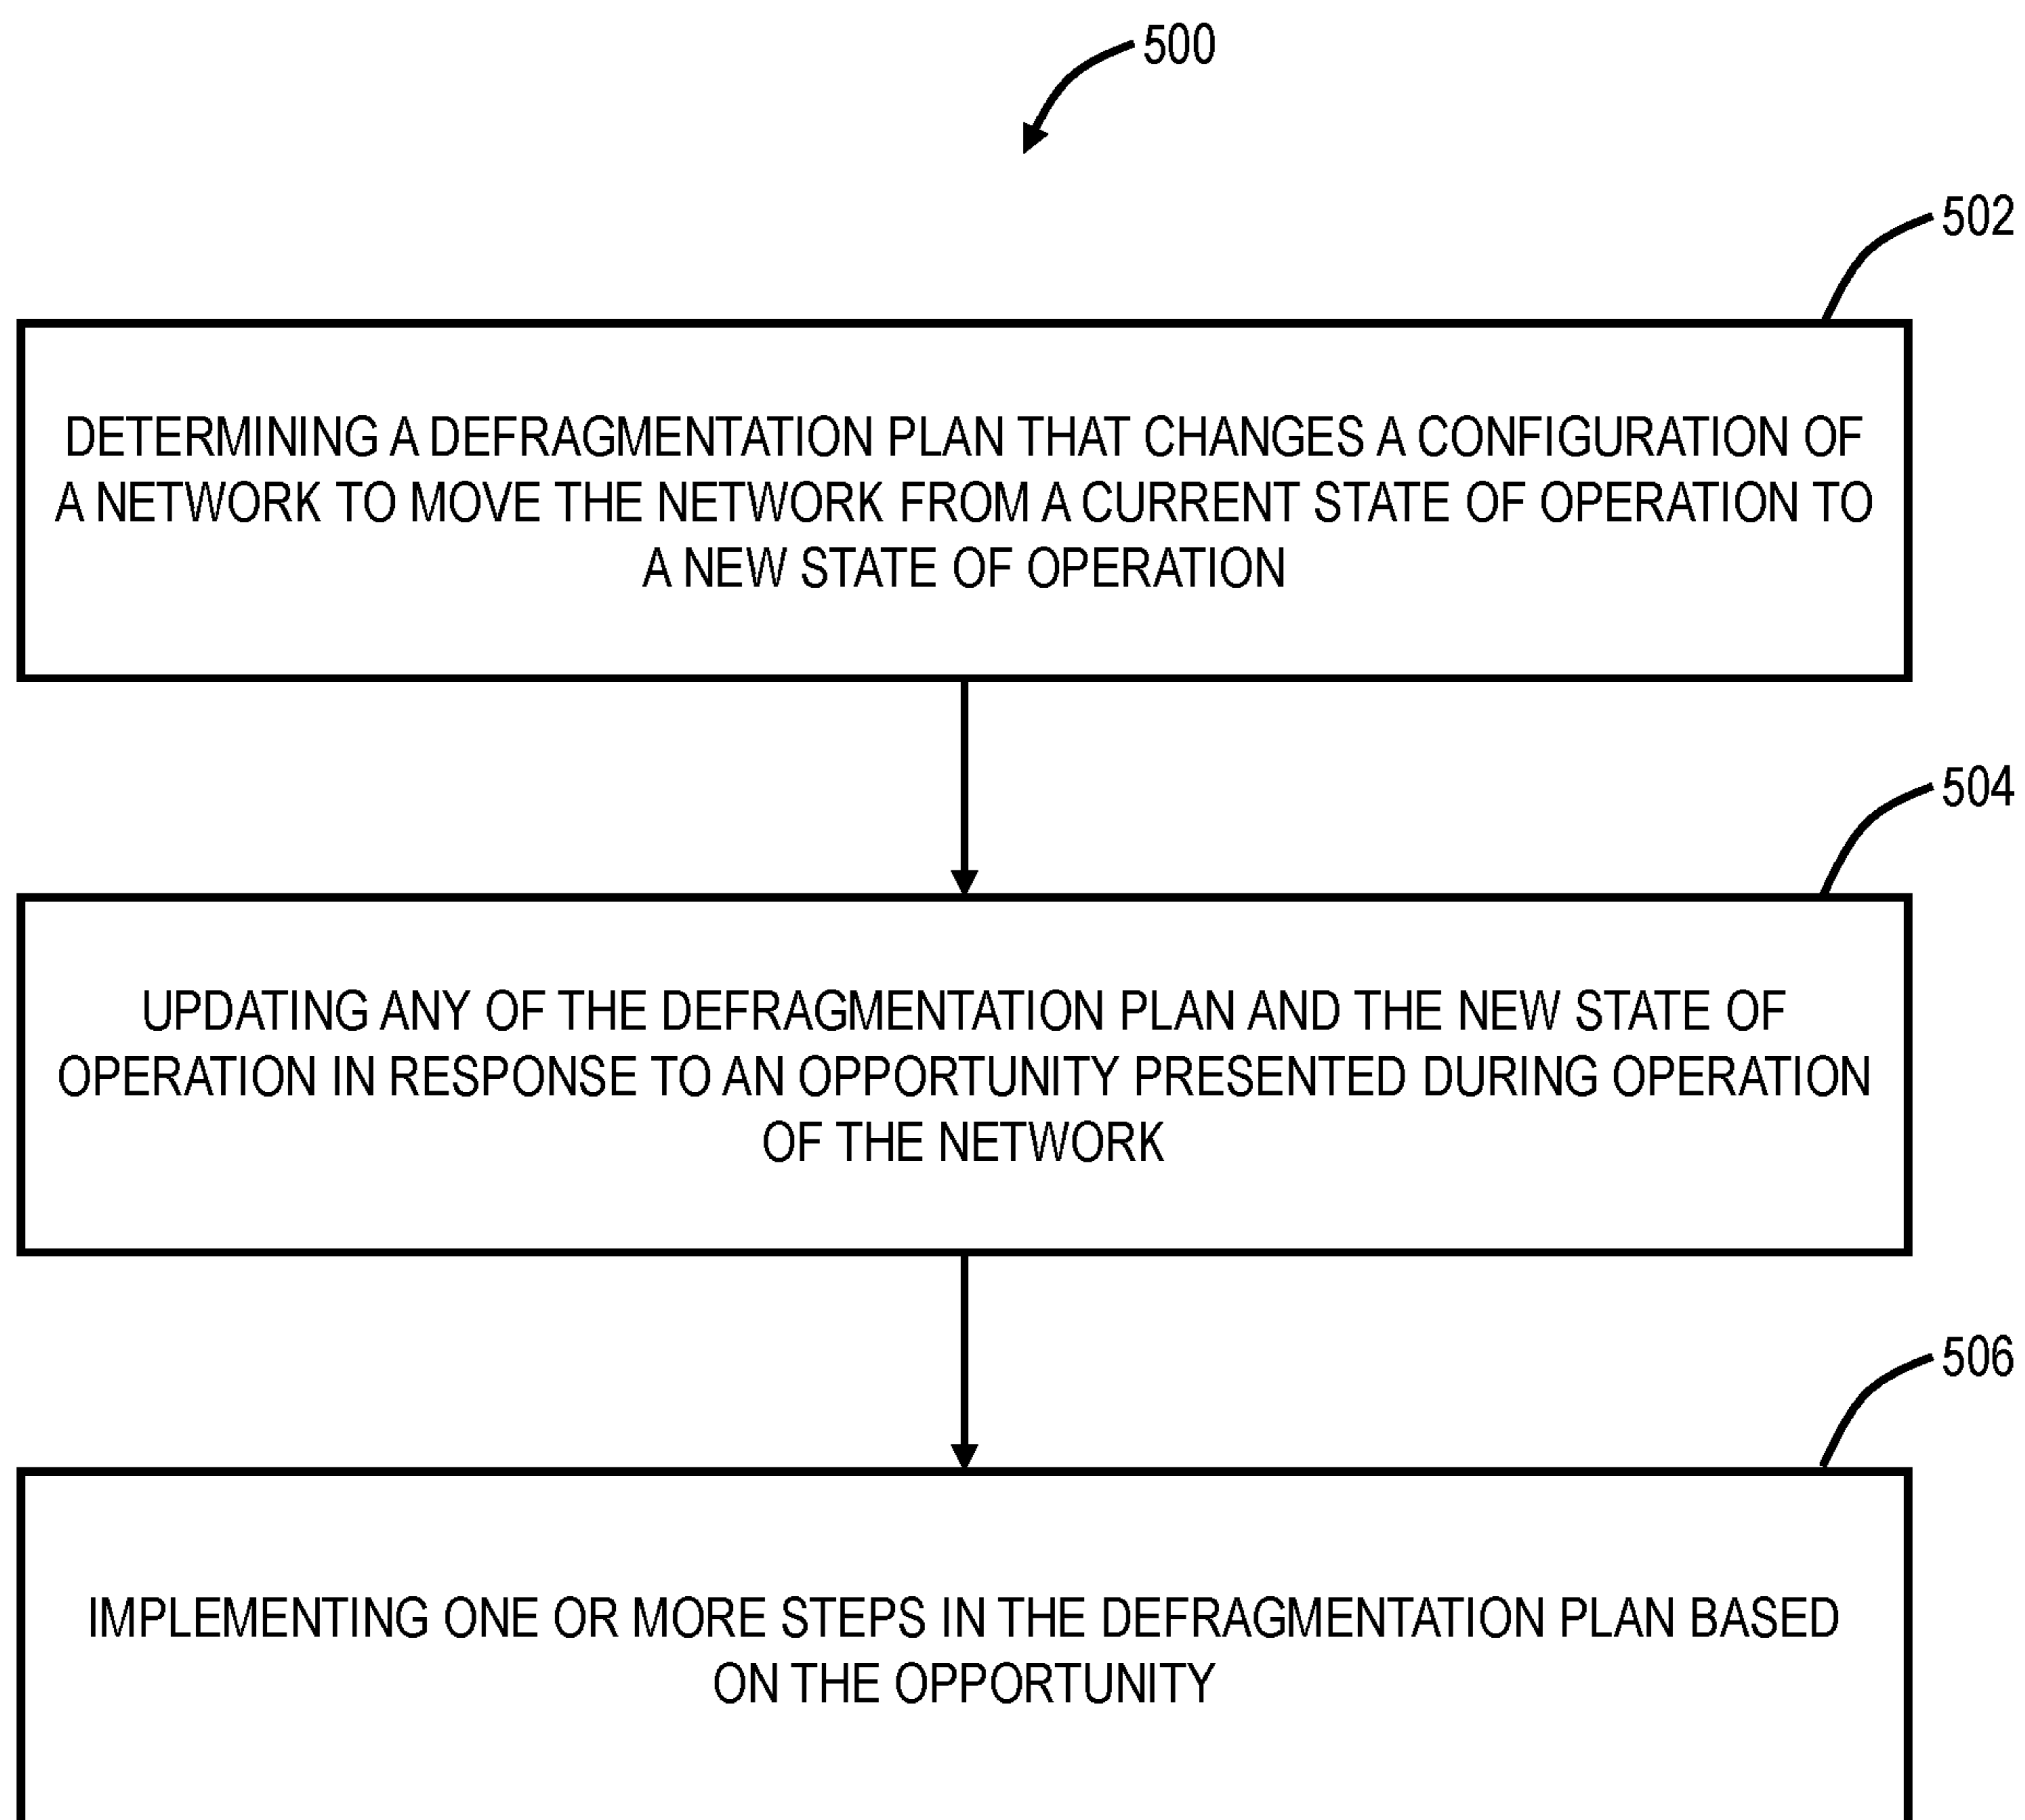 500
502
DETERMINING A DEFRAGMENTATION PLAN THAT CHANGES A CONFIGURATION OF
A NETWORK TO MOVE THE NETWORK FROM A CURRENT STATE OF OPERATION TO
A NEW STATE OF OPERATION
504
UPDATING ANY OF THE DEFRAGMENTATION PLAN AND THE NEW STATE OF
OPERATION IN RESPONSE TO AN OPPORTUNITY PRESENTED DURING OPERATION
OF THE NETWORK
506
IMPLEMENTING ONE OR MORE STEPS IN THE DEFRAGMENTATION PLAN BASED
ON THE OPPORTUNITY